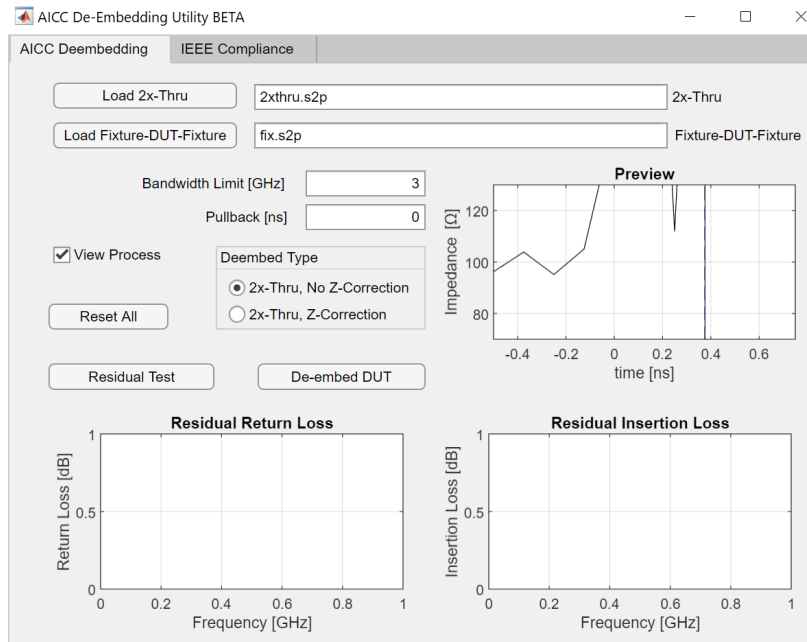 AICC De-Embedding Utility BETA
AICC Deembedding IEEE Compliance
Load 2x-Thru 2xthru.s2p 2x-Thru
Load Fixture-DUT-Fixture fix.s2p Fixture-DUT-Fixture
Bandwidth Limit [GHz] 3
Pullback [ns] 0
View Process
Deembed Type
2x-Thru, No Z-Correction
2x-Thru, Z-Correction
Reset All
Residual Test De-embed DUT
Preview
Impedance [Ω]
120
100
80
-0.4 -0.2 0 0.2 0.4 0.6
time [ns]
Residual Return Loss
Return Loss [dB]
1
0.5
0
0 0.2 0.4 0.6 0.8 1
Frequency [GHz]
Residual Insertion Loss
Insertion Loss [dB]
1
0.5
0
0 0.2 0.4 0.6 0.8 1
Frequency [GHz]